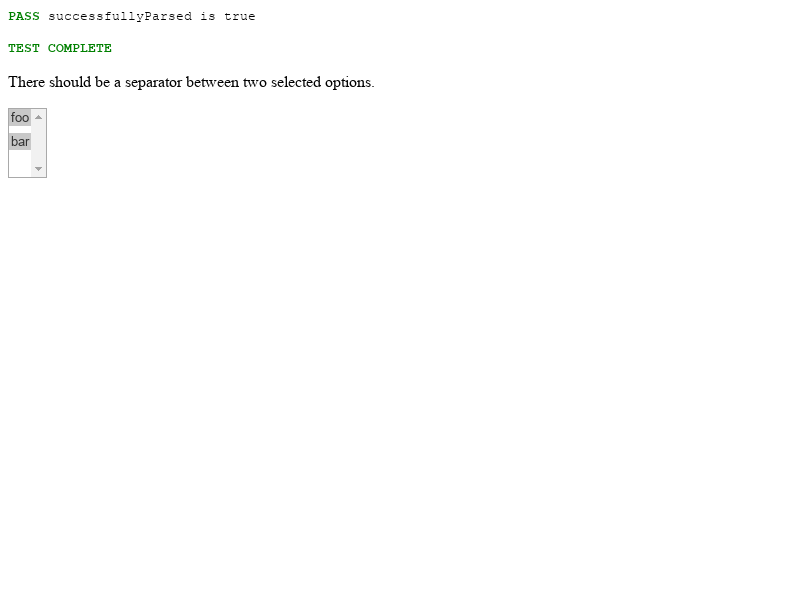 PASS successfullyParsed is true
TEST COMPLETE
There should be a separator between two selected options.
foo
bar